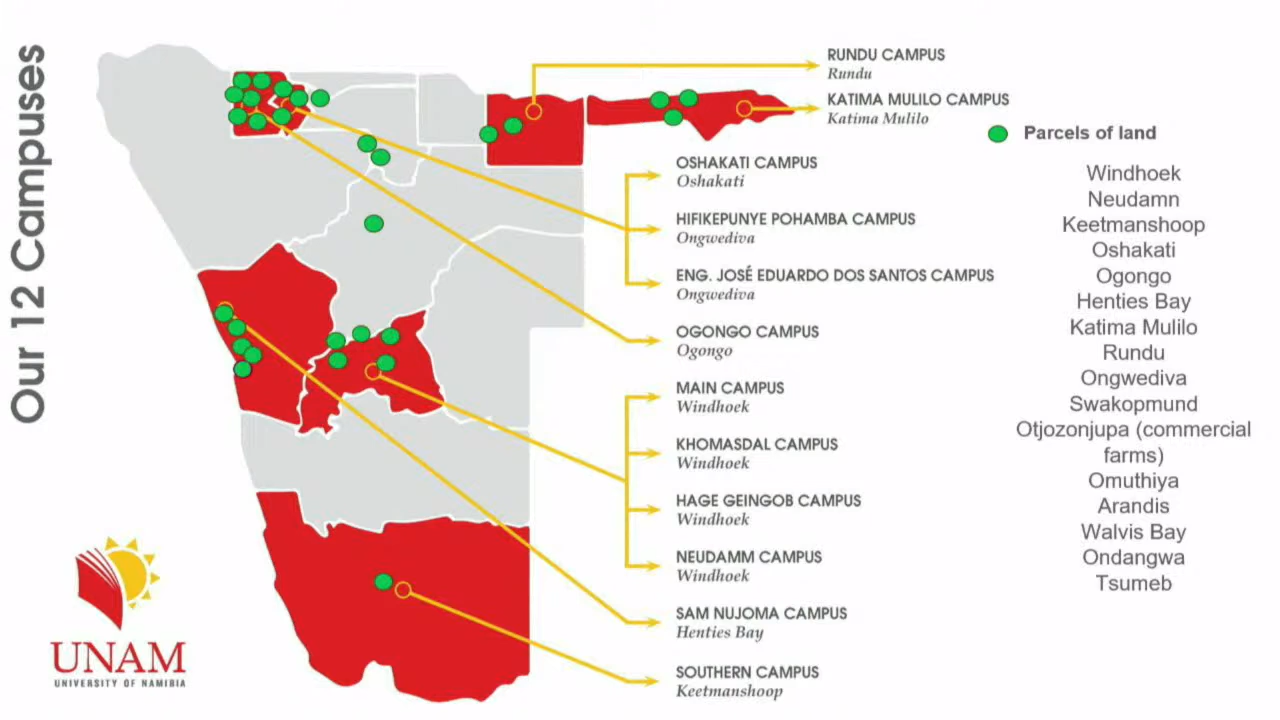 Our 12 Campuses
RUNDU CAMPUS
Rundu
KATIMA MULILO CAMPUS
Katima Mulilo
OSHAKATI CAMPUS
Oshakati
HIFIKEPUNYE POHAMBA CAMPUS
Ongwediva
ENG. JOSÉ EDUARDO DOS SANTOS CAMPUS
Ongwediva
OGONGO CAMPUS
Ogongo
MAIN CAMPUS
Windhoek
KHOMASDAL CAMPUS
Windhoek
HAGE GEINGOB CAMPUS
Windhoek
NEUDAMM CAMPUS
Windhoek
SAM NUJOMA CAMPUS
Henties Bay
SOUTHERN CAMPUS
Keetmanshoop
Parcels of land
Windhoek
Neudamn
Keetmanshoop
Oshakati
Ogongo
Henties Bay
Katima Mulilo
Rundu
Ongwediva
Swakopmund
Otjozonjupa (commercial
farms)
Omuthiya
Arandis
Walvis Bay
Ondangwa
Tsumeb
UNAM
UNIVERSITY OF NAMIBIA